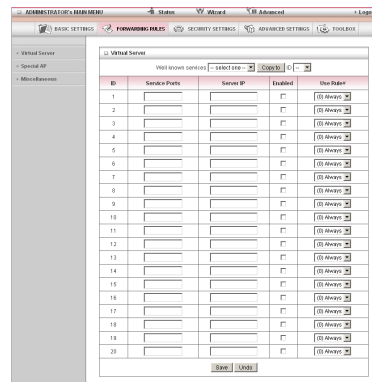 ADMINISTRATOR's MAIN MENU Status Wizard Advanced
BASIC SETTINGS FORWARDING RULES SECURITY SETTINGS ADVANCED SETTINGS TOOLBOX
Virtual Server
Special AP
Miscellaneous
Virtual Server
Well known services -- select one -- Copy to ID --
ID Service Ports Server IP Enabled Use Rule#
1 (0) Always
2 (0) Always
3 (0) Always
4 (0) Always
5 (0) Always
6 (0) Always
7 (0) Always
8 (0) Always
9 (0) Always
10 (0) Always
11 (0) Always
12 (0) Always
13 (0) Always
14 (0) Always
15 (0) Always
16 (0) Always
17 (0) Always
18 (0) Always
19 (0) Always
20 (0) Always
Save Undo